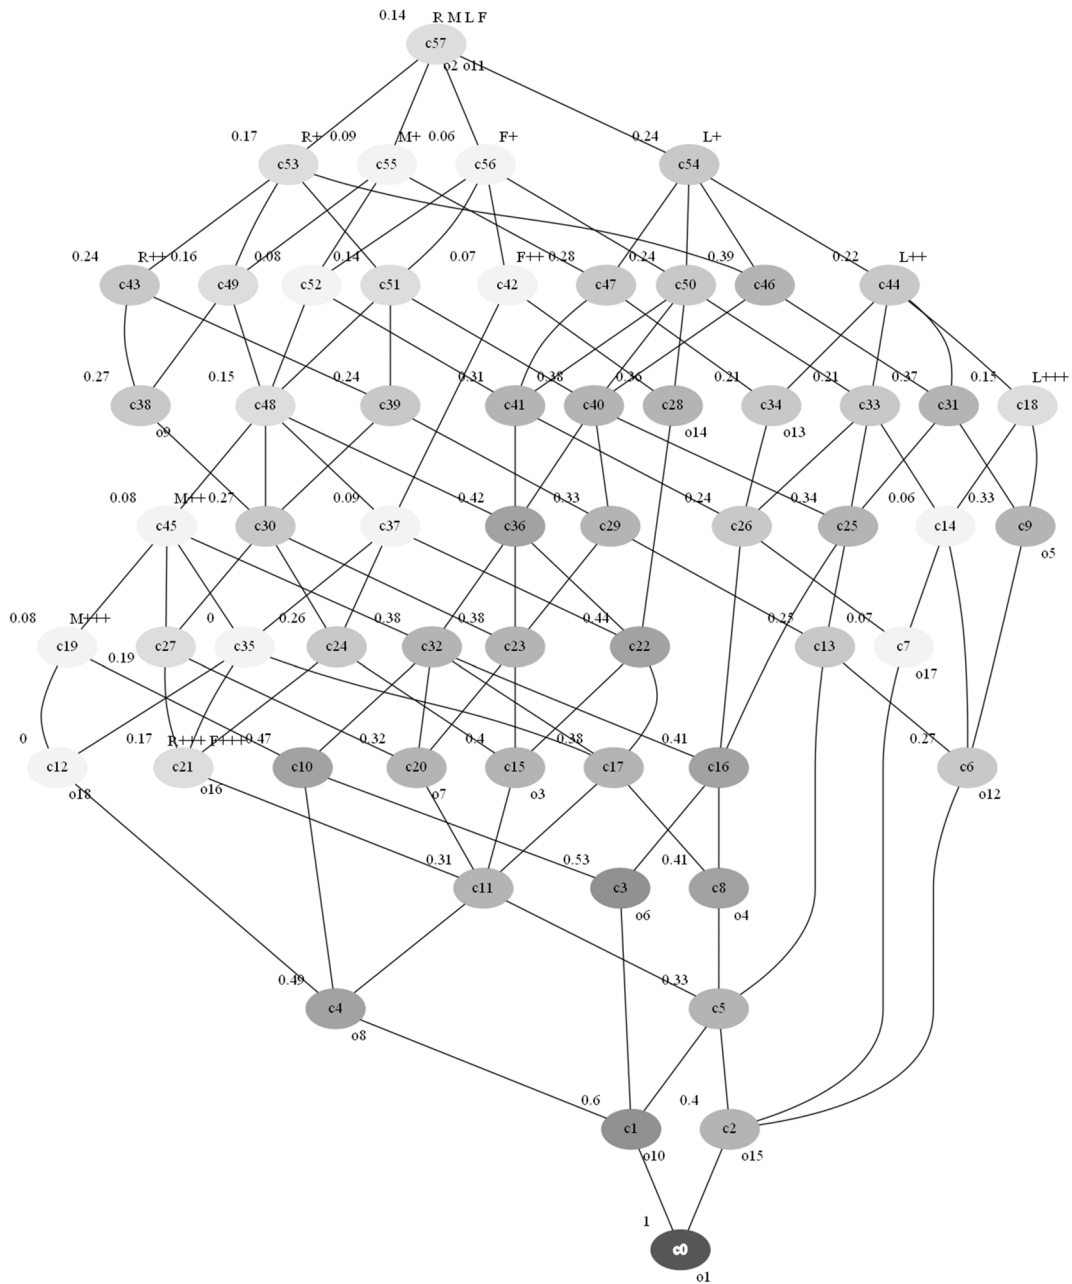 0.14 R M L F
c57
o2 o11
0.17 R+ 0.09 M+ 0.06 F+ 0.24 L+
c53 c55 c56 c54
0.24 R++ 0.16 0.08 0.14 0.07 F++ 0.28 0.24 0.39 0.22 L++
c43 c49 c52 c51 c42 c47 c50 c46 c44
0.27 0.15 0.24 0.31 0.38 0.36 0.21 0.21 0.37 0.15 L+++
c38 c48 c39 c41 c40 c28 c34 c33 c31 c18
o9 o14 o13
0.08 M++ 0.27 0.09 0.42 0.33 0.24 0.34 0.06 0.33
c45 c30 c37 c36 c29 c26 c25 c14 c9
o5
0.08 M+++ 0 0.26 0.38 0.38 0.44 0.25 0.07
c19 c27 c35 c24 c32 c23 c22 c13 c7
0.19
o17
0 0.17 R+++ F+++ 0.47 0.32 0.4 0.38 0.41 0.27
c12 c21 c10 c20 c15 c17 c16 c6
o18 o16 o7 o3 o12
0.31 0.53 0.41
c11 c3 c8
o6 o4
0.49 0.33
c4 c5
o8
0.6 0.4
c1 c2
o10 o15
1
c0
o1